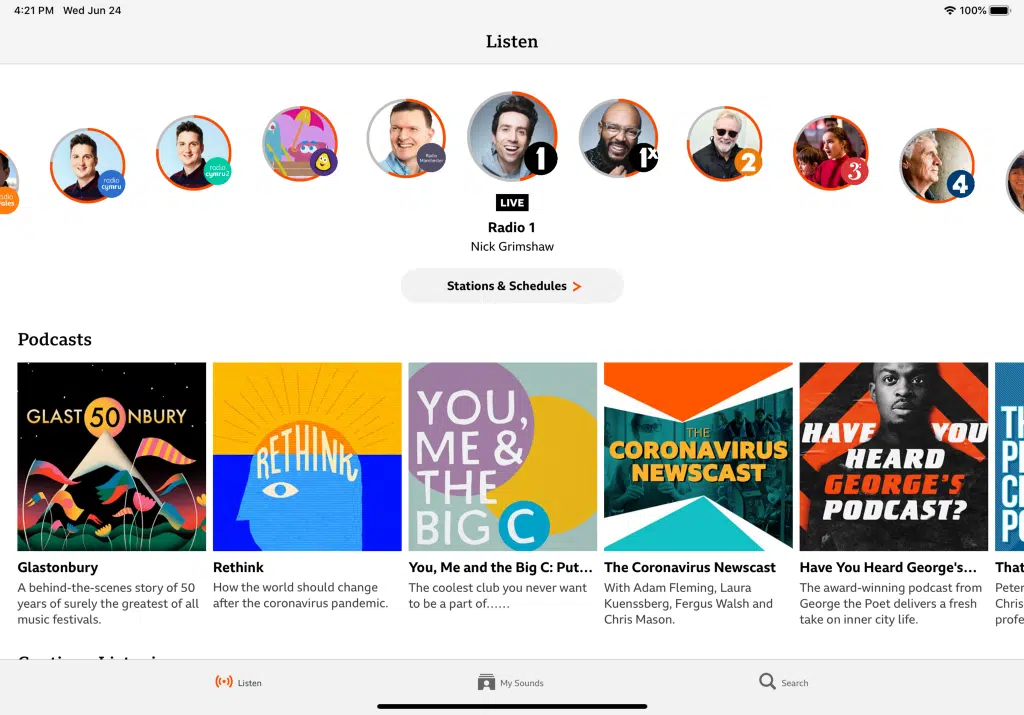 4:21 PM Wed Jun 24
100%
Listen
radio
cymru
radio
cymru2
Radio
Manchester
1
1X
2
3
4
LIVE
Radio 1
Nick Grimshaw
Stations & Schedules >
Podcasts
GLAST50NBURY
RETHINK
YOU,
ME &
THE
BIG C
THE
CORONAVIRUS
NEWSCAST
HAVE YOU
HEARD
GEORGE'S
PODCAST?
Glastonbury
A behind-the-scenes story of 50
years of surely the greatest of all
music festivals.
Rethink
How the world should change
after the coronavirus pandemic.
You, Me and the Big C: Put...
The coolest club you never want
to be a part of......
The Coronavirus Newscast
With Adam Fleming, Laura
Kuenssberg, Fergus Walsh and
Chris Mason.
Have You Heard George's...
The award-winning podcast from
George the Poet delivers a fresh
take on inner city life.
That
Peter
Chris
profe
Listen
My Sounds
Search